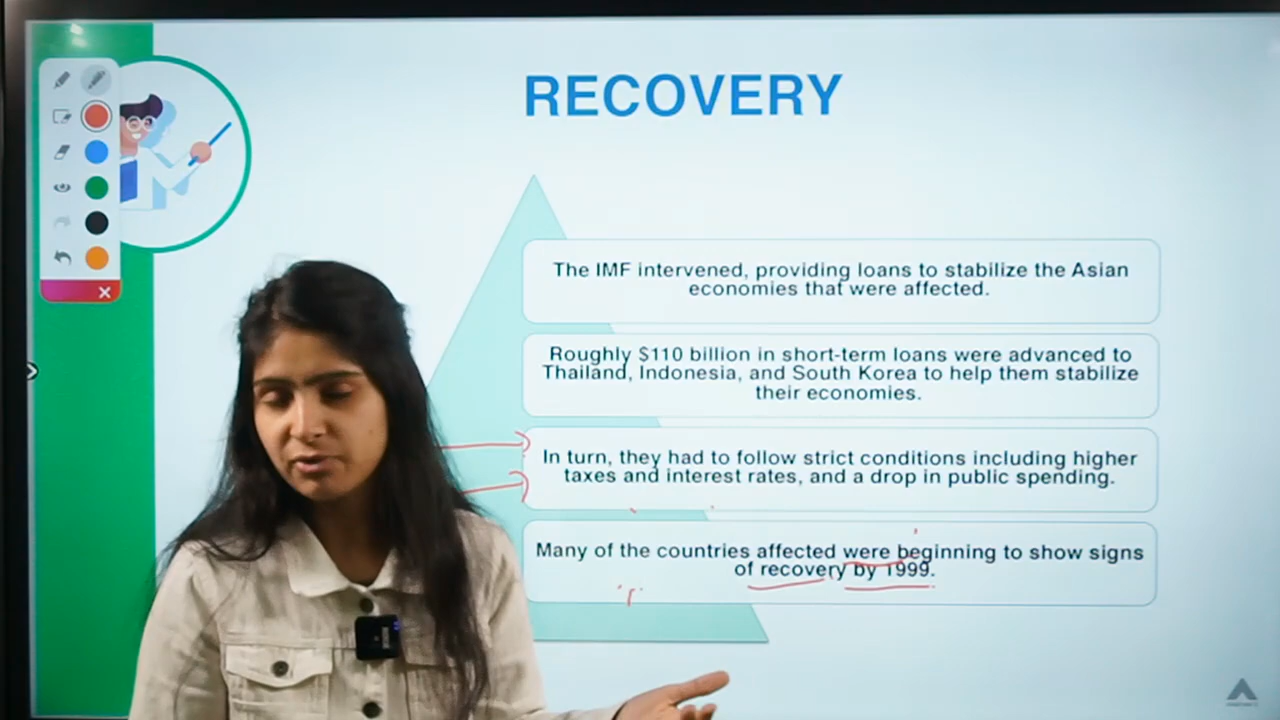 RECOVERY
The IMF intervened, providing loans to stabilize the Asian
economies that were affected.
Roughly $110 billion in short-term loans were advanced to
Thailand, Indonesia, and South Korea to help them stabilize
their economies.
In turn, they had to follow strict conditions including higher
taxes and interest rates, and a drop in public spending.
Many of the countries affected were beginning to show signs
of recovery by 1999.